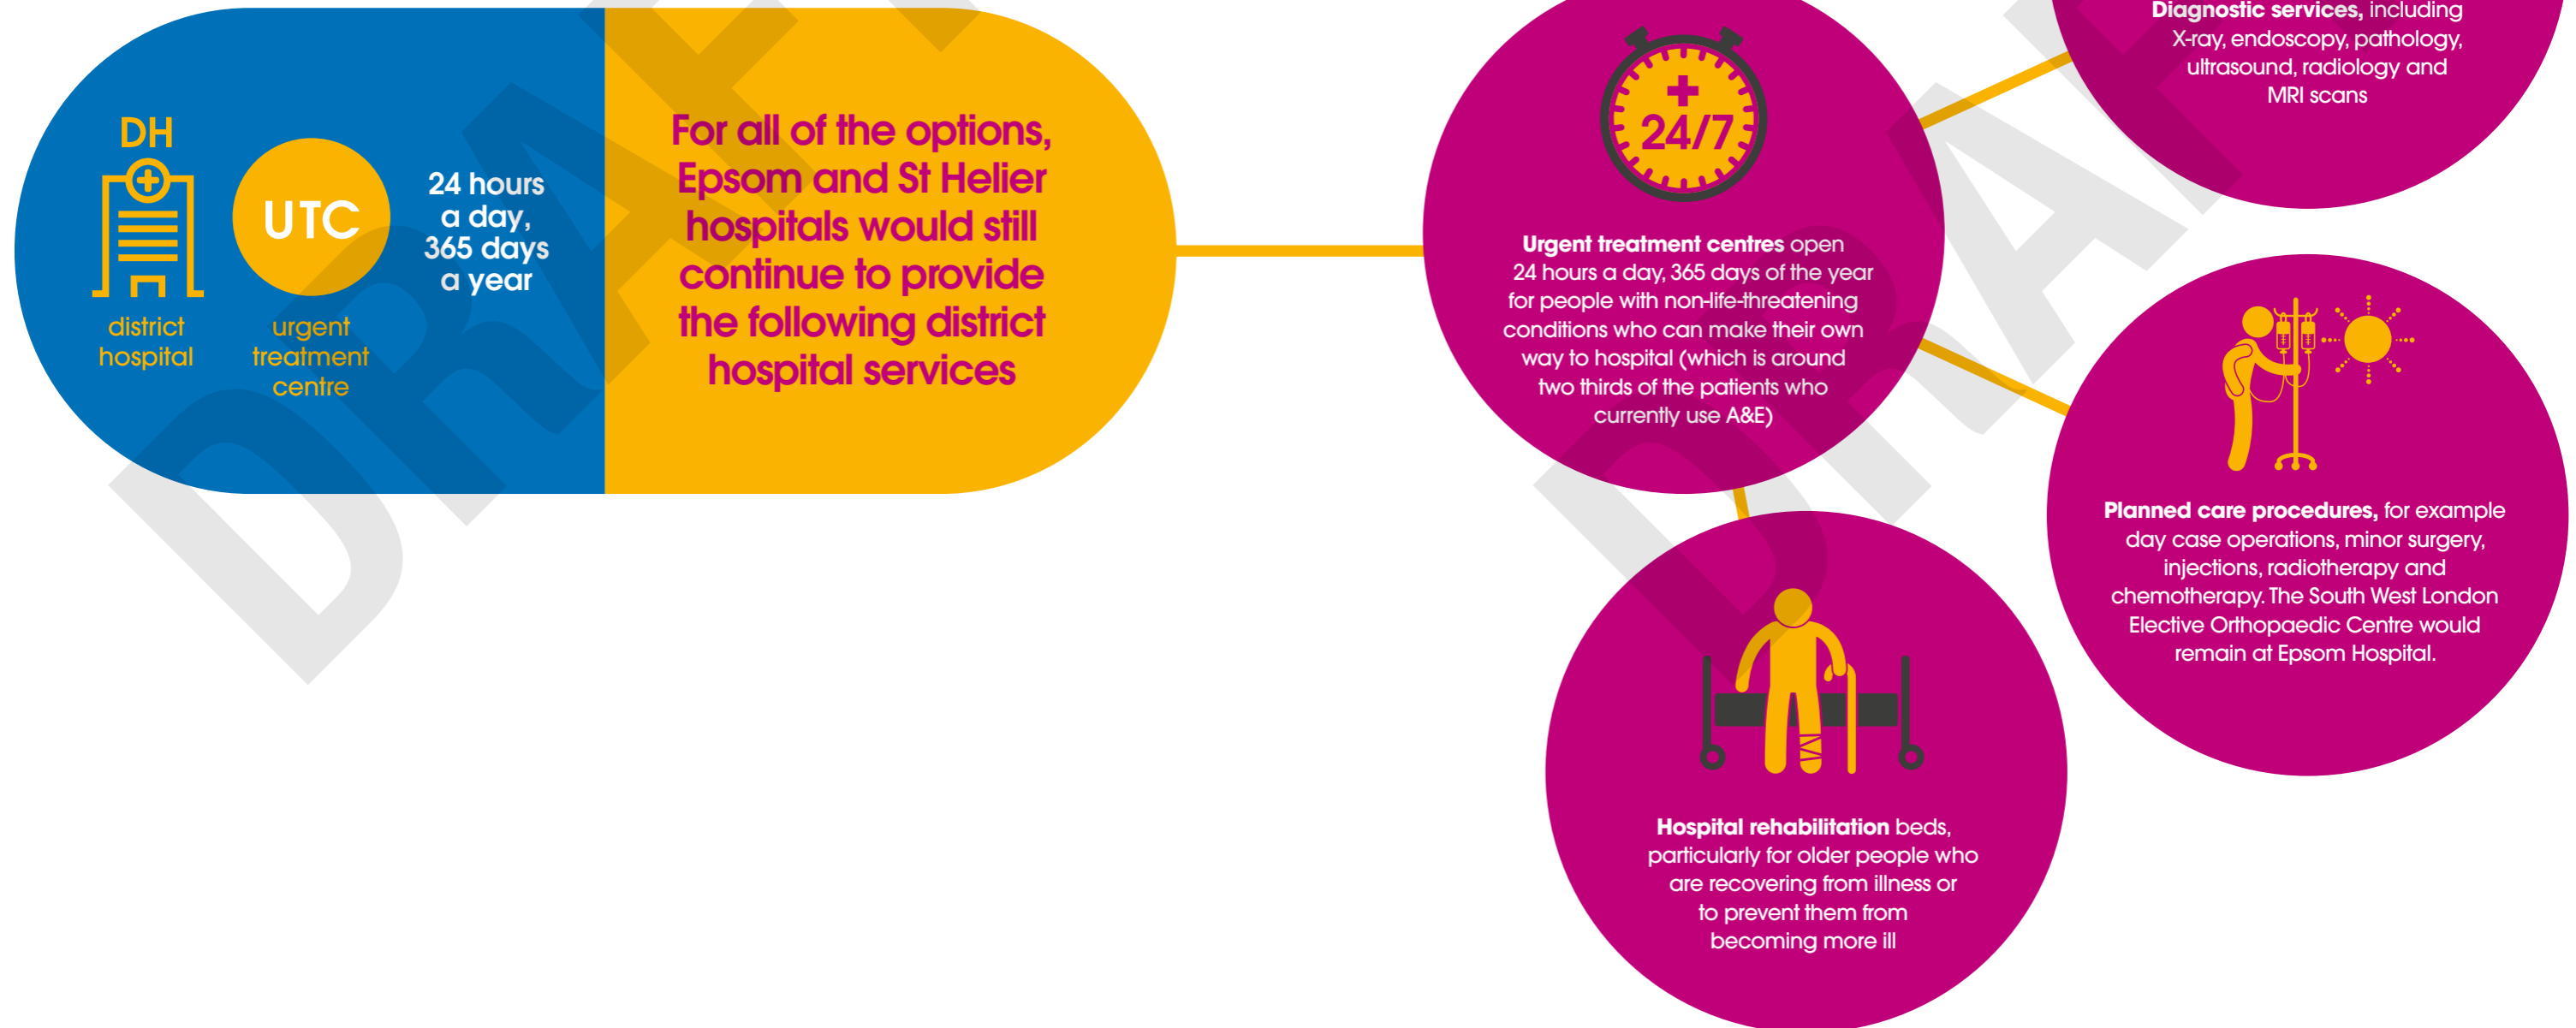 DH
UTC
24 hours
a day,
365 days
a year
district
hospital
urgent
treatment
centre
For all of the options,
Epsom and St Helier
hospitals would still
continue to provide
the following district
hospital services
24/7
Urgent treatment centres open
24 hours a day, 365 days of the year
for people with non-life-threatening
conditions who can make their own
way to hospital (which is around
two thirds of the patients who
currently use A&E)
Diagnostic services, including
X-ray, endoscopy, pathology,
ultrasound, radiology and
MRI scans
Planned care procedures, for example
day case operations, minor surgery,
injections, radiotherapy and
chemotherapy. The South West London
Elective Orthopaedic Centre would
remain at Epsom Hospital.
Hospital rehabilitation beds,
particularly for older people who
are recovering from illness or
to prevent them from
becoming more ill
DRAFT
DRAFT